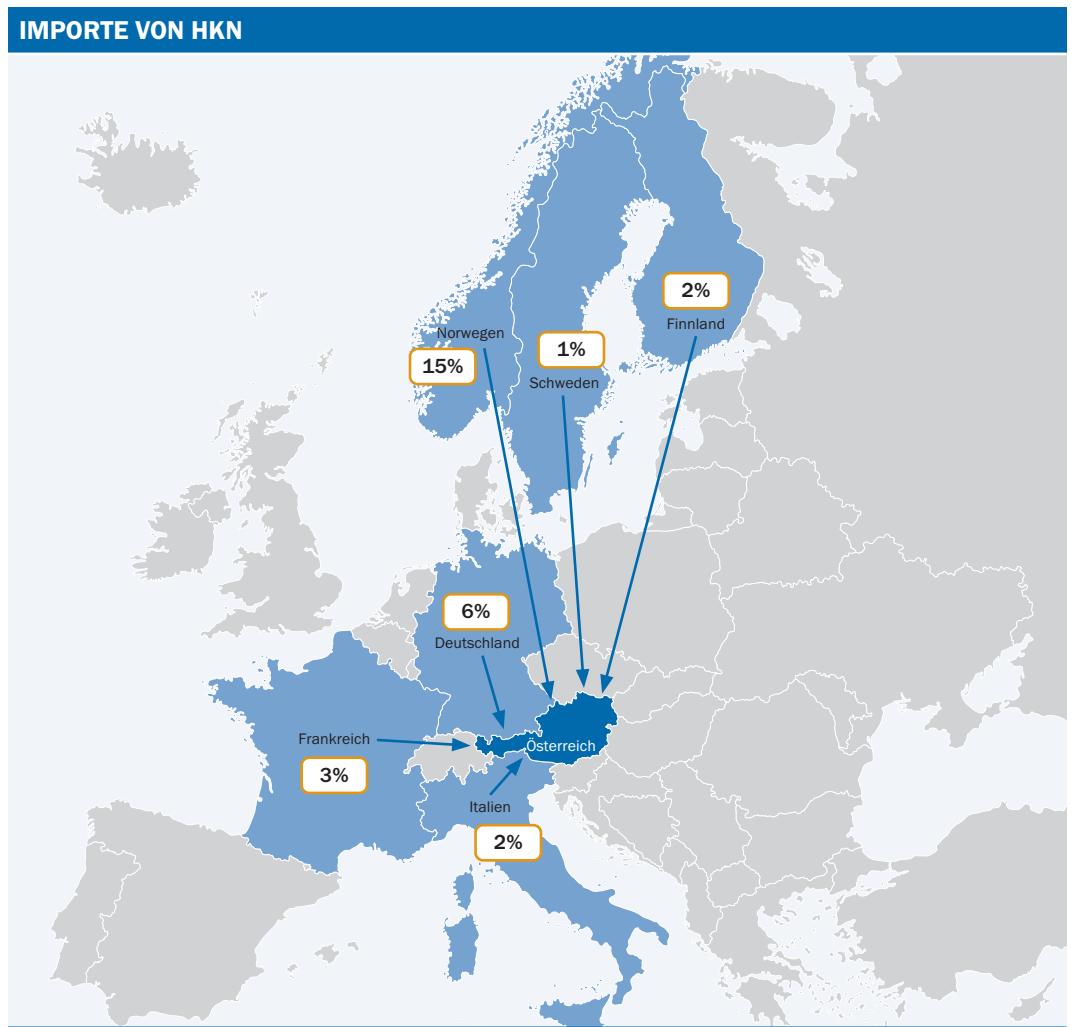 IMPORTE VON HKN
2%
Finnland
Norwegen
15%
1%
Schweden
6%
Deutschland
Frankreich
3%
Österreich
Italien
2%